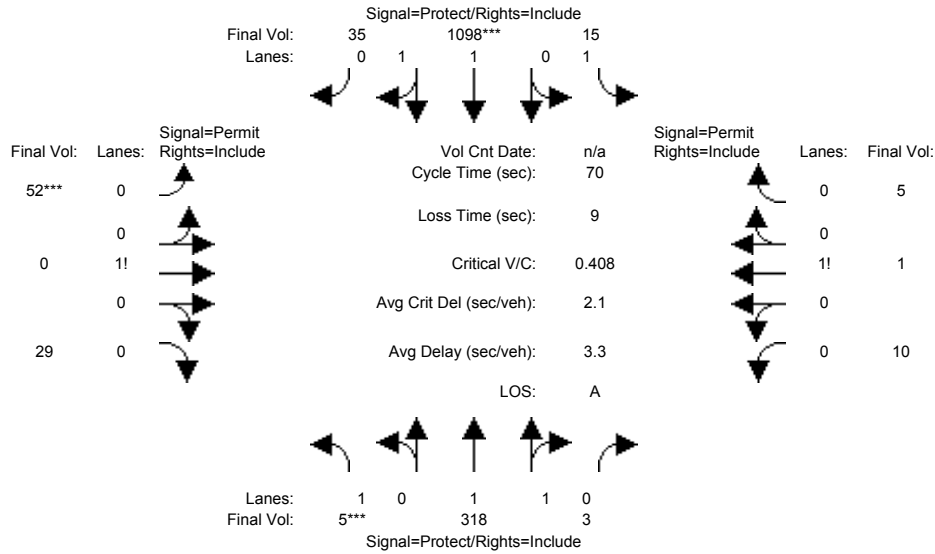 Signal=Protect/Rights=Include
Final Vol: 35 1098*** 15
Lanes: 0 1 1 0 1
Signal=Permit Signal=Permit
Final Vol: Lanes: Rights=Include Vol Cnt Date: n/a Rights=Include Lanes: Final Vol:
Cycle Time (sec): 70
52*** 0 0 5
Loss Time (sec): 9
0 0
0 1! Critical V/C: 0.408 1! 1
0 Avg Crit Del (sec/veh): 2.1 0
29 0 Avg Delay (sec/veh): 3.3 0 10
LOS: A
Lanes: 1 0 1 1 0
Final Vol: 5*** 318 3
Signal=Protect/Rights=Include